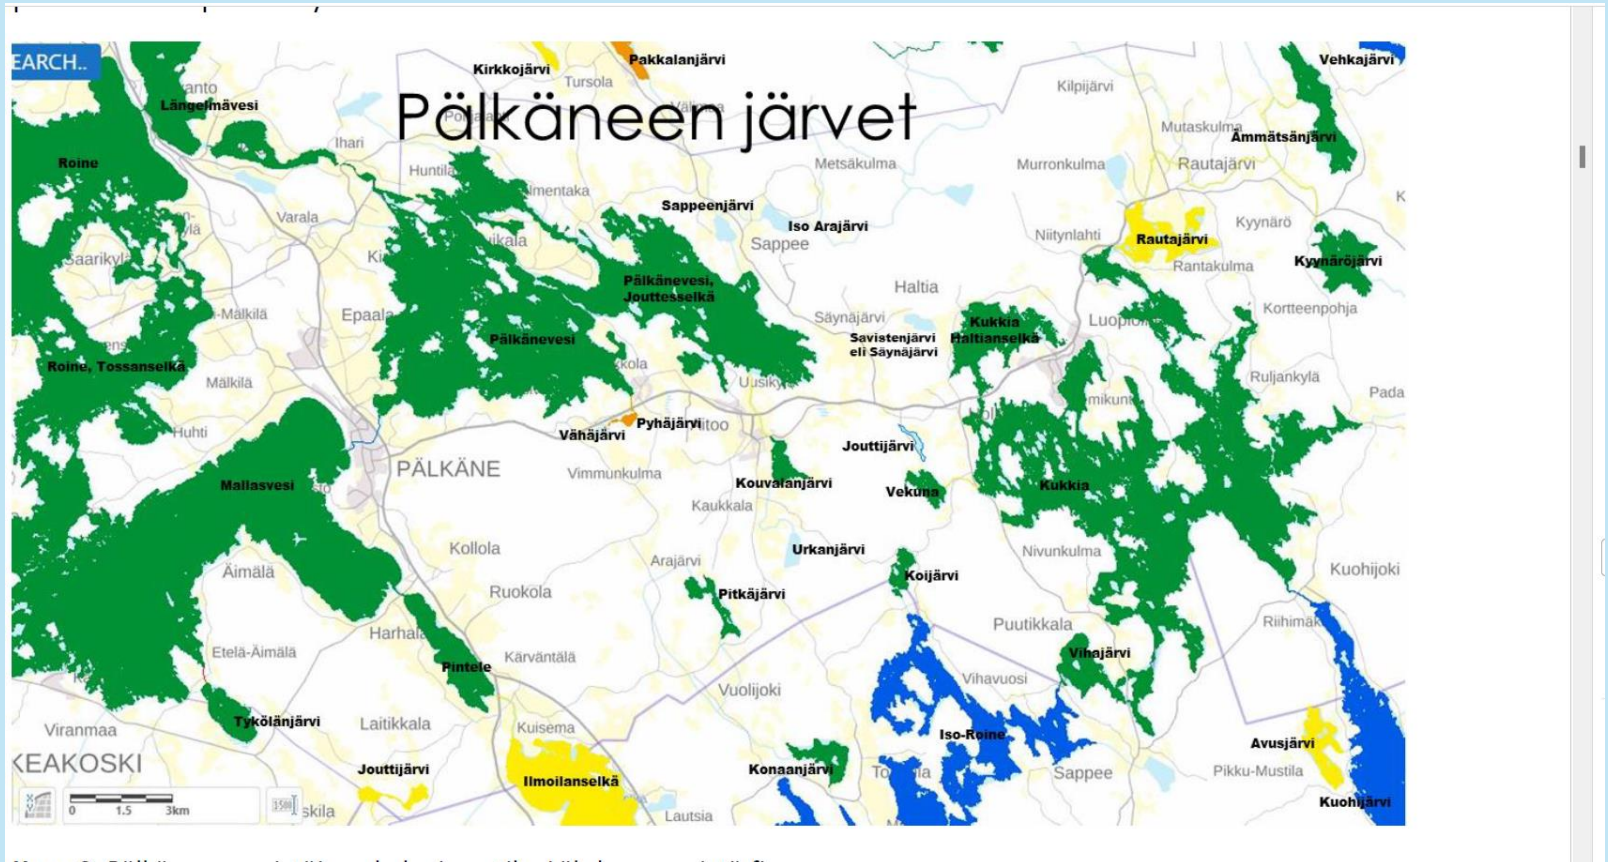 EARCH..
Kirkkojärvi
Pakkalanjärvi
Vehkajärvi
Tursola
Kilpijärvi
Längelmävesi
Pälkäneen järvet
Mutaskulma
Ämmätsänjärvi
Ihari
Roine
Huntila
Metsäkulma
Murronkulma
Rautajärvi
Sappeenjärvi
Varala
Iso Arajärvi
Kyynärö
Sappee
Niitynlahti
Rautajärvi
Saarikylä
Rantakulma
Kyynäröjärvi
Pälkänevesi,
Jouttesselkä
Haltia
Epaala
Säynäjärvi
Kukkia
Haltianselkä
Kortteenpohja
Pälkänevesi
Savistenjärvi
eli Säynäjärvi
Roine, Tossanselkä
Mälkilä
Ruljankylä
Pada
Huhti
Vähäjärvi
Pyhäjärvi
Jouttijärvi
PÄLKÄNE
Vimmunkulma
Mallasvesi
Kouvalanjärvi
Vekuna
Kukkia
Kaukkala
Kollola
Urkanjärvi
Nivunkulma
Arajärvi
Äimälä
Koijärvi
Kuohijoki
Ruokola
Pitkäjärvi
Harhala
Puutikkala
Etelä-Äimälä
Kärväntälä
Pintele
Vihajärvi
Vihavuosi
Vuolijoki
Viranmaa
Tykölänjärvi
Laitikkala
Kuisema
Iso-Roine
Avusjärvi
KEAKOSKI
Jouttijärvi
Ilmoilanselkä
Konaanjärvi
Sappee
Pikku-Mustila
Kuohijärvi
0 1.5 3km
skila
Lautsia